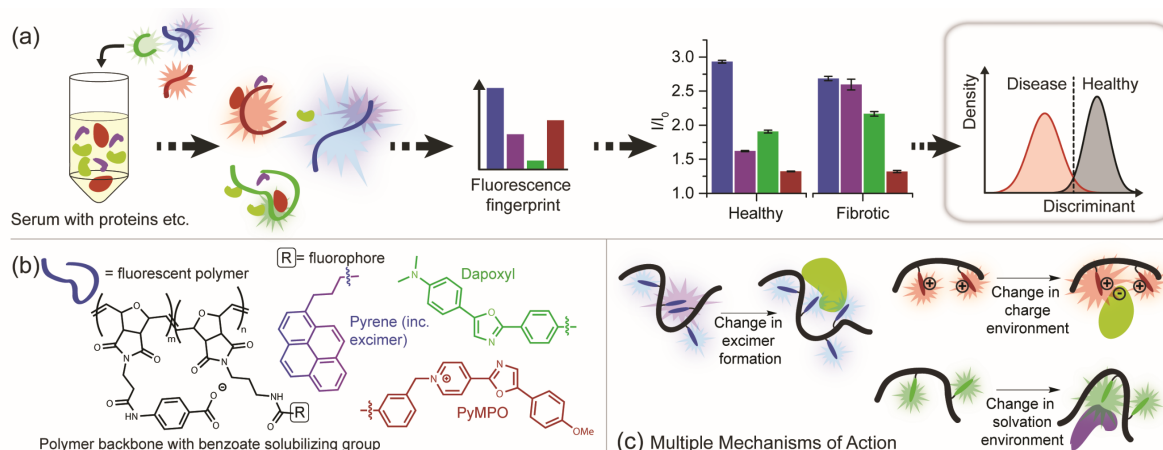 (a)
Serum with proteins etc.
Fluorescence
fingerprint
I/I₀
3.0
2.5
2.0
1.5
1.0
Healthy
Fibrotic
Disease
Healthy
Density
Discriminant
(b)
= fluorescent polymer
R = fluorophore
Pyrene (inc.
excimer)
Dapoxyl
PyMPO
O
O
m
n
O
N
O
O
N
O
O
HN
O
O
⊖
NH
O
R
N
O
N
N
⊕
N
O
OMe
Polymer backbone with benzoate solubilizing group
Change in
excimer
formation
Change in
charge
environment
+
+
+
−
+
Change in
solvation
environment
(c) Multiple Mechanisms of Action